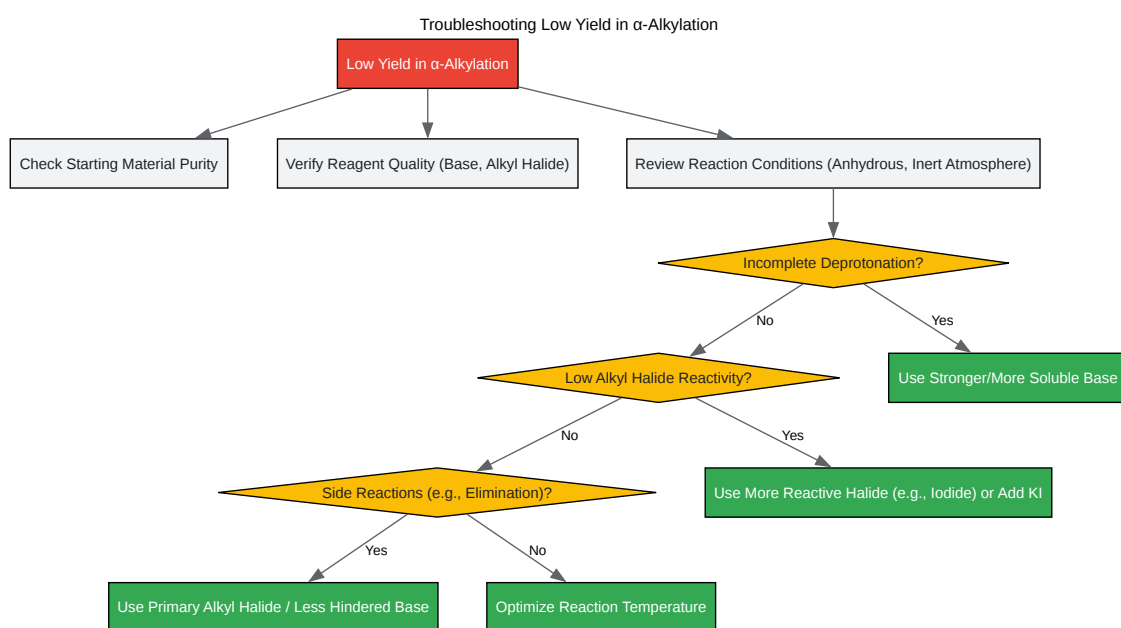 Troubleshooting Low Yield in α-Alkylation
Low Yield in α-Alkylation
Check Starting Material Purity
Verify Reagent Quality (Base, Alkyl Halide)
Review Reaction Conditions (Anhydrous, Inert Atmosphere)
Incomplete Deprotonation?
No
Yes
Low Alkyl Halide Reactivity?
Use Stronger/More Soluble Base
No
Yes
Side Reactions (e.g., Elimination)?
Use More Reactive Halide (e.g., Iodide) or Add KI
Yes
No
Use Primary Alkyl Halide / Less Hindered Base
Optimize Reaction Temperature